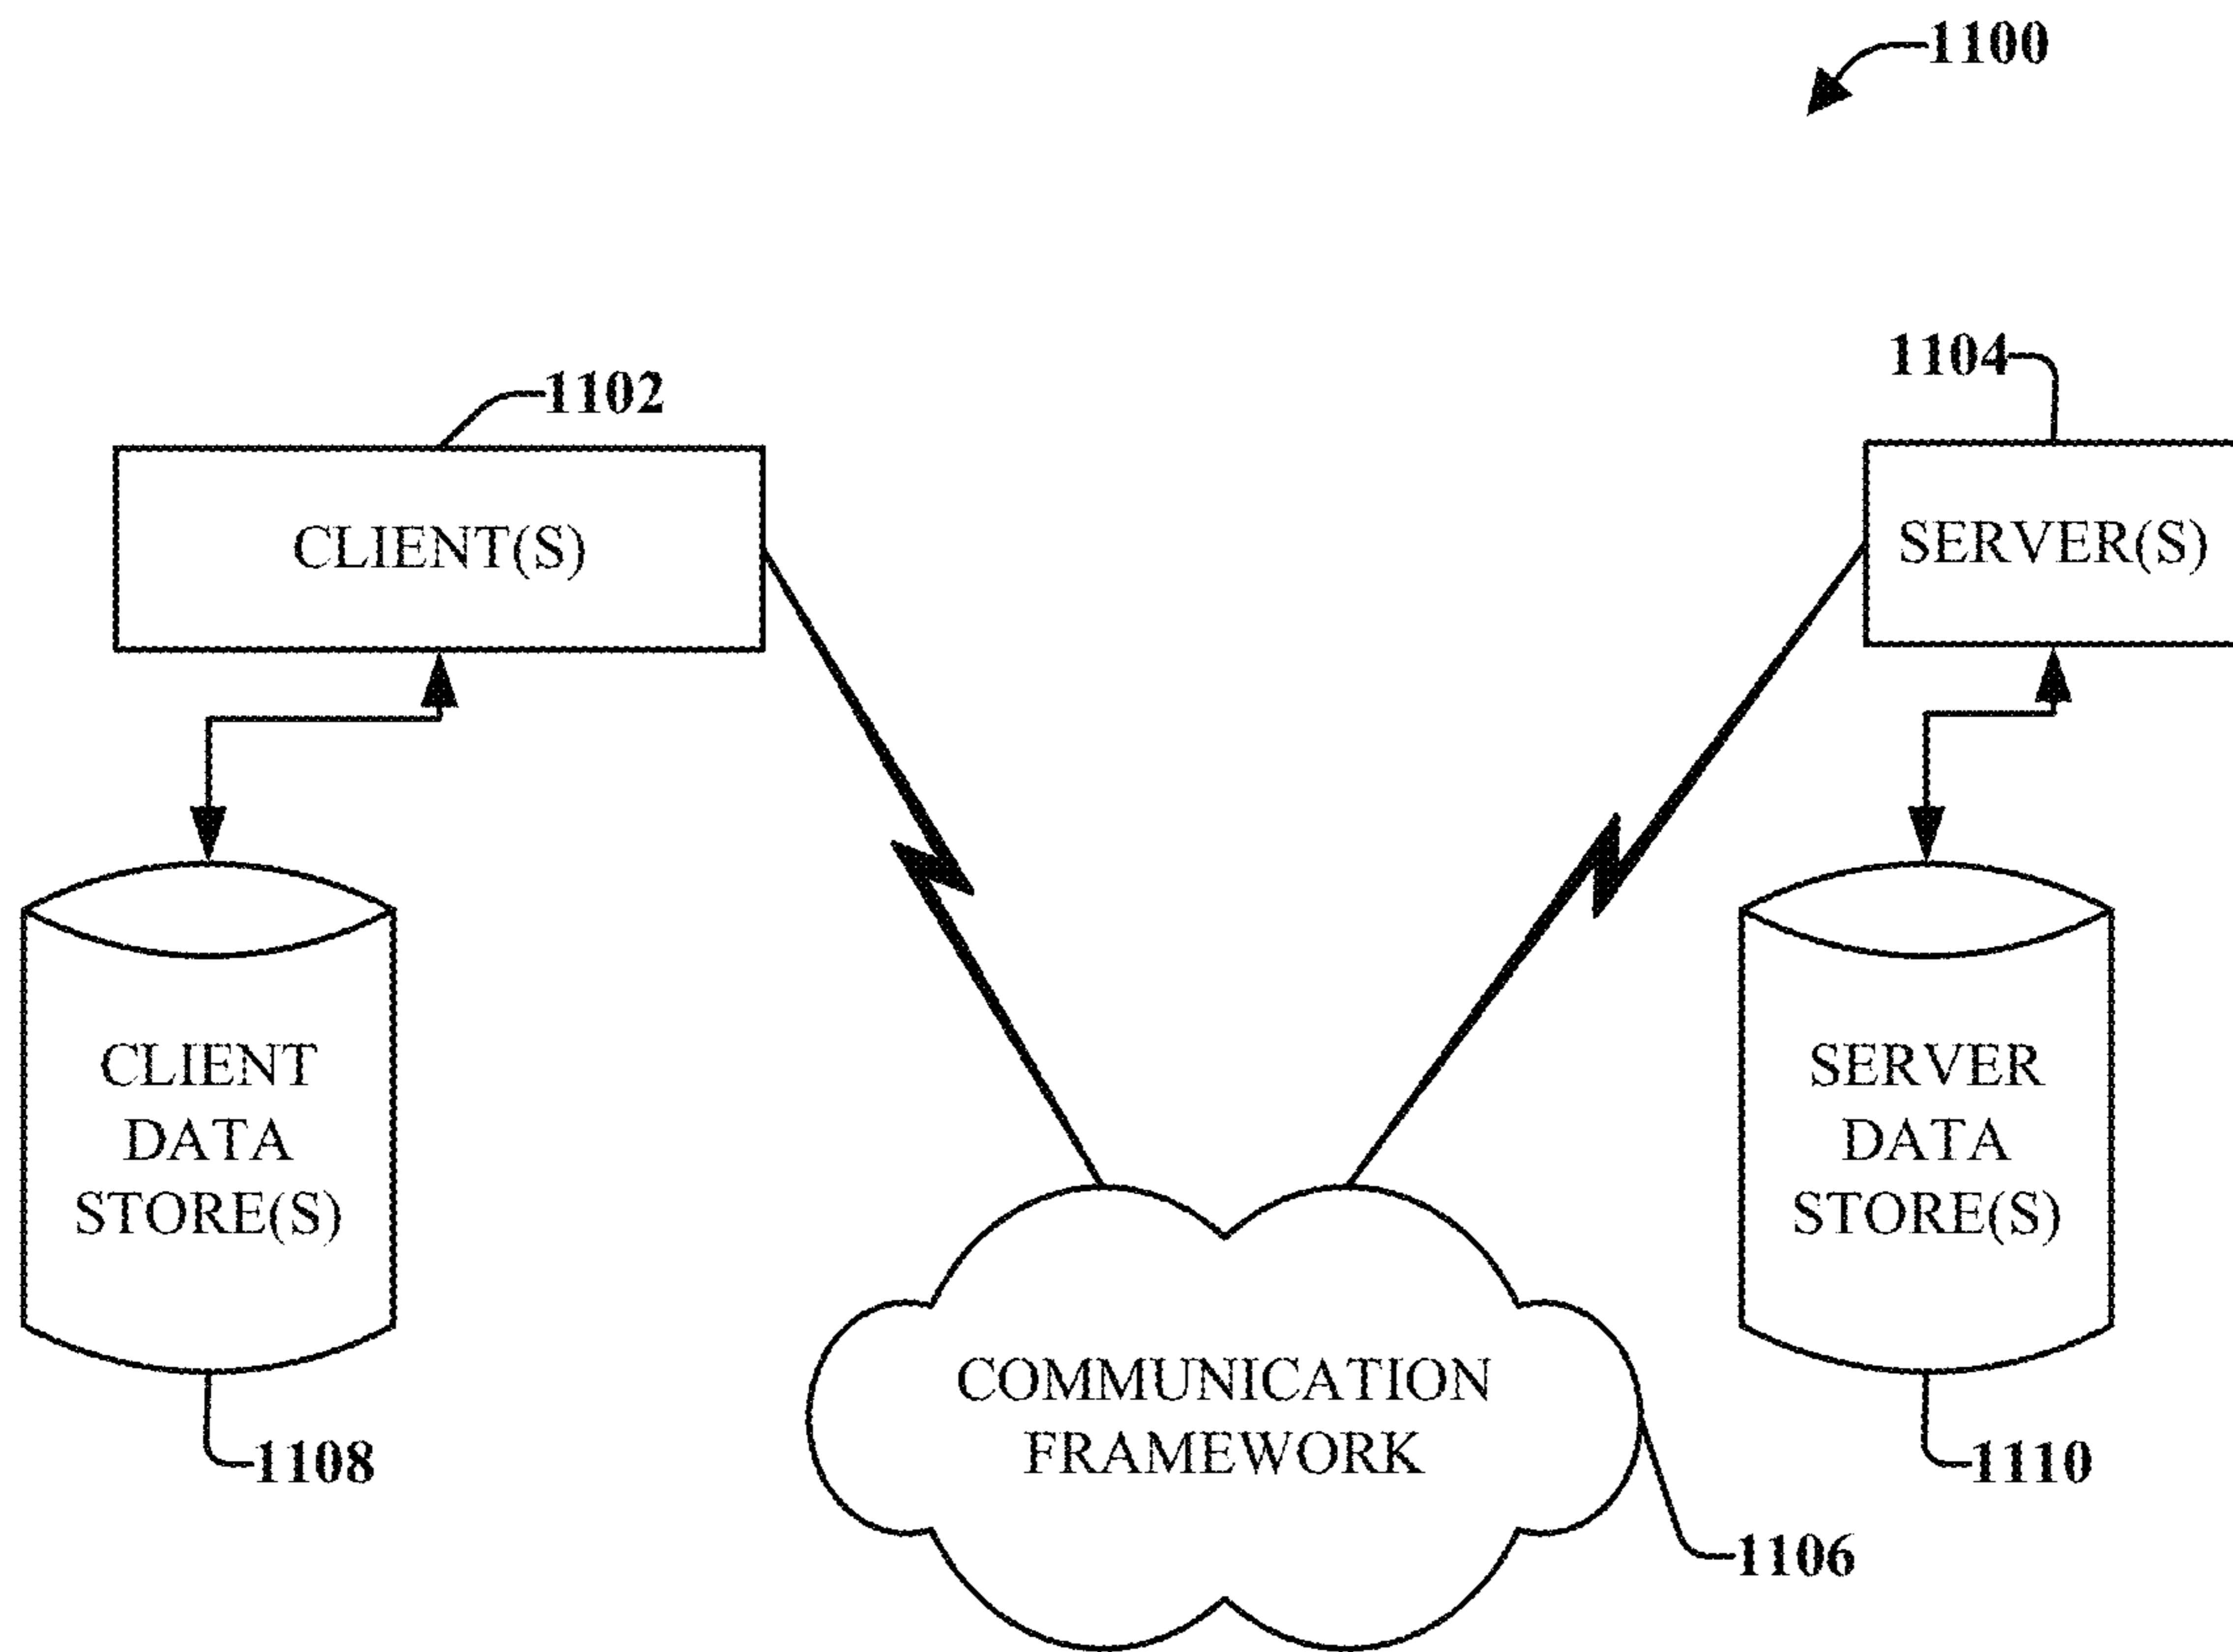 1100
1102
1104
CLIENT(S)
SERVER(S)
CLIENT
DATA
STORE(S)
SERVER
DATA
STORE(S)
COMMUNICATION
FRAMEWORK
1108
1110
1106